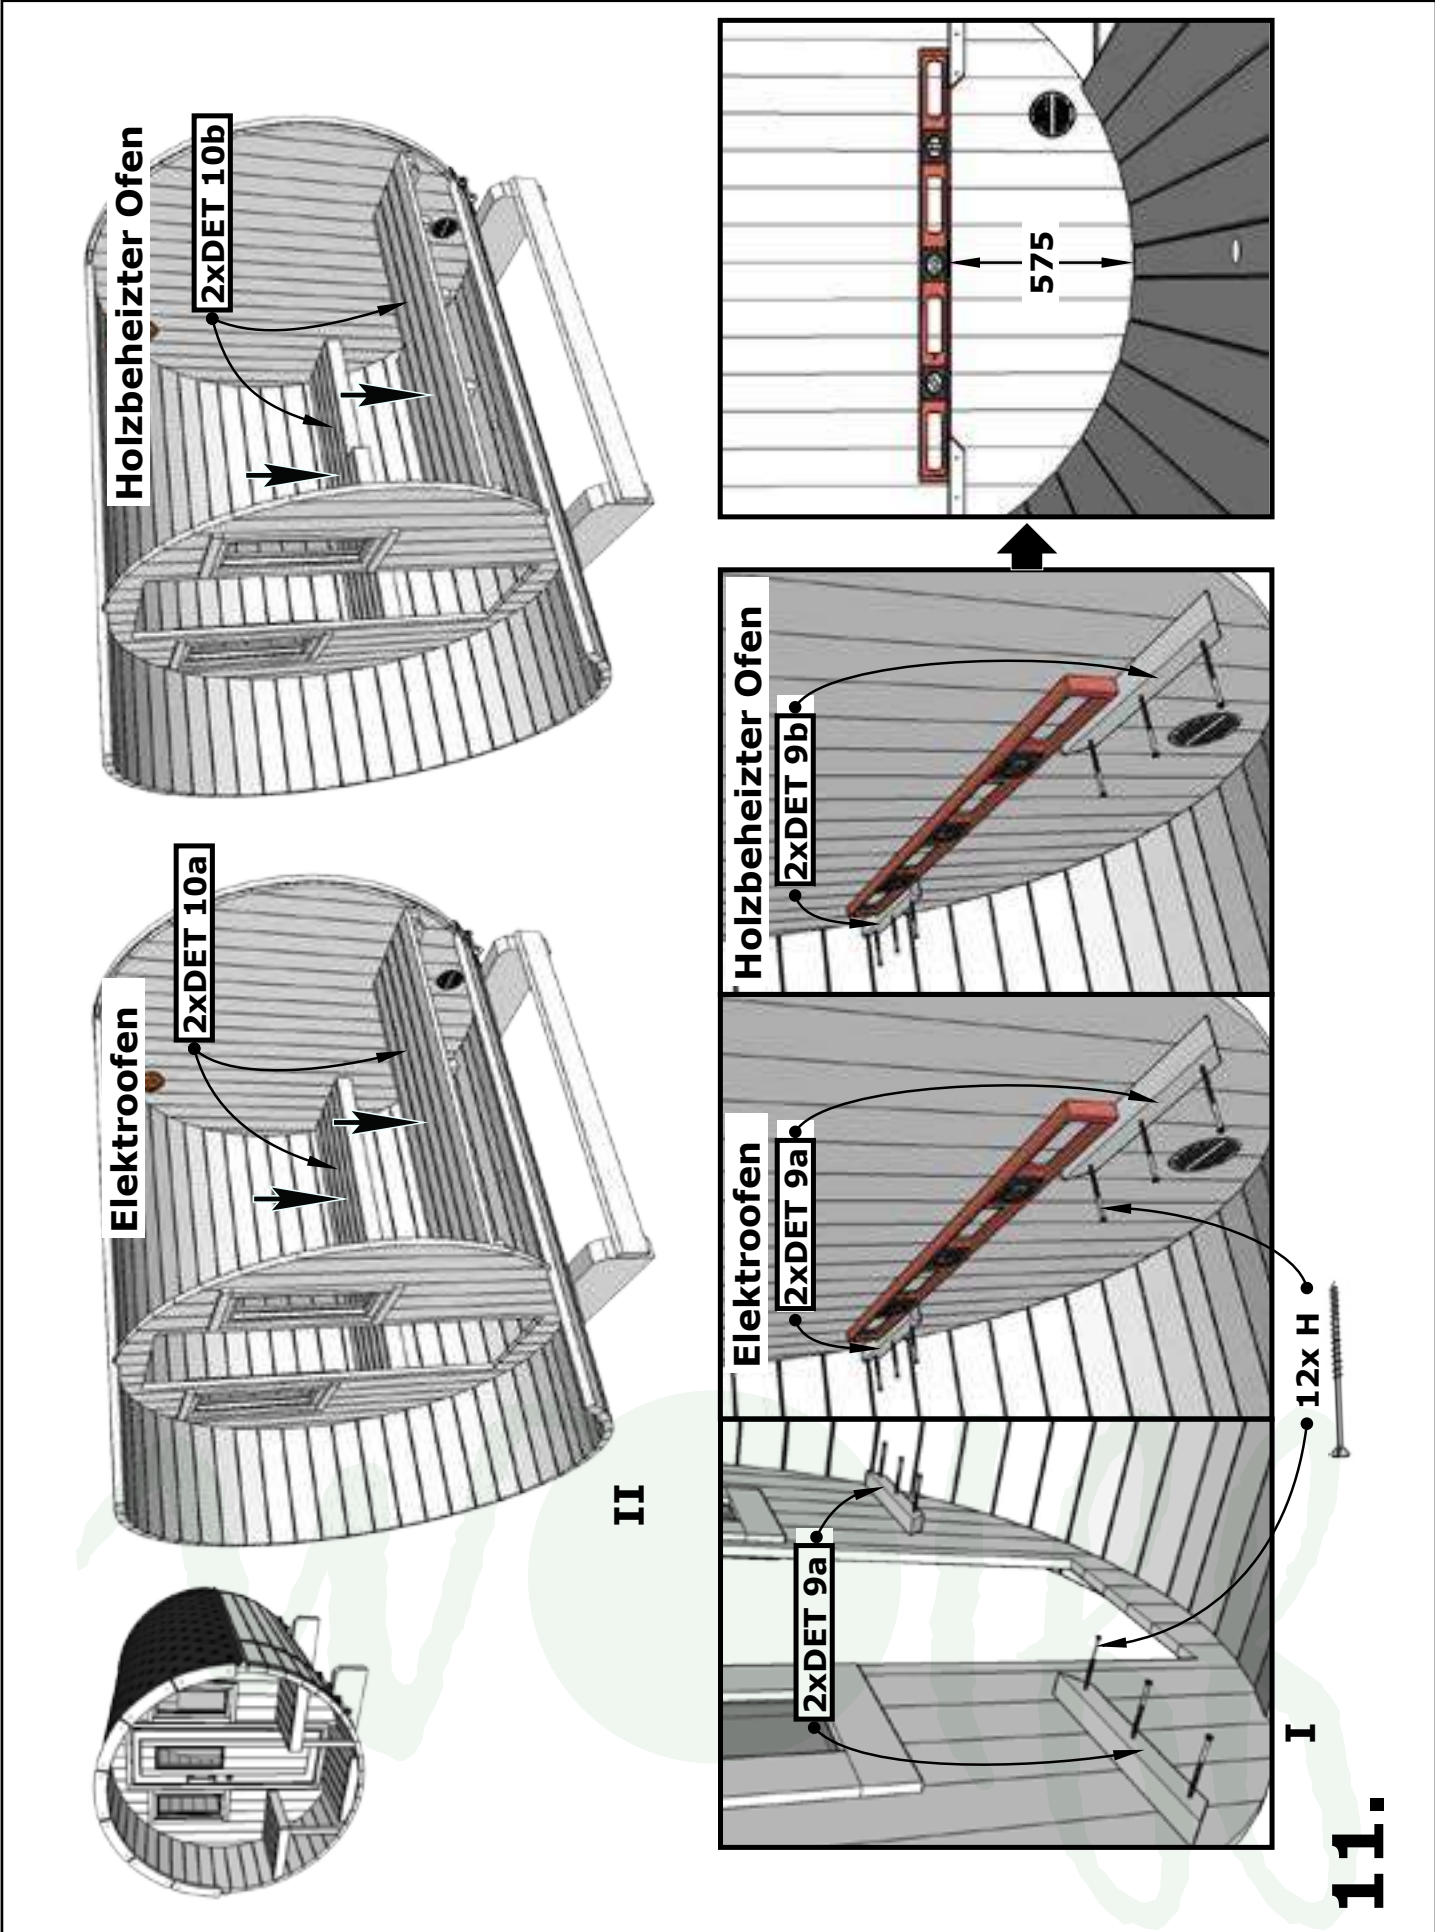 11.
I
2xDET 9a
12x H
Elektroofen
2xDET 9a
Holzbeheizter Ofen
2xDET 9b
575
II
Elektroofen
2xDET 10a
Holzbeheizter Ofen
2xDET 10b